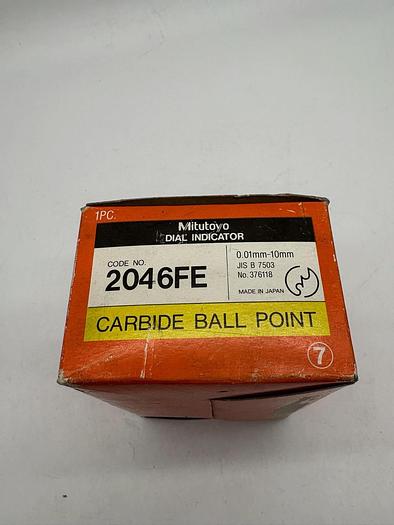 1PC.
Mitutoyo
DIAL INDICATOR
CODE NO.
2046FE
0.01mm-10mm
JIS B 7503
No. 376118
MADE IN JAPAN
CARBIDE BALL POINT
7